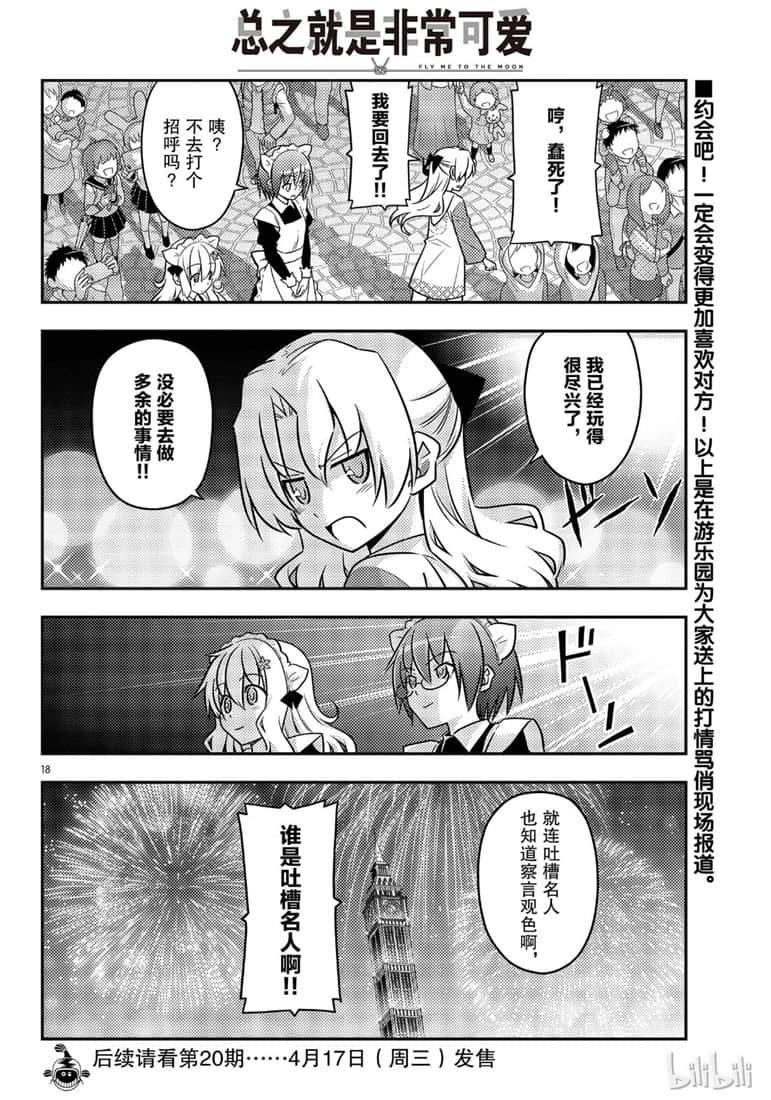 总之就是非常可爱
FLY ME TO THE MOON
■约会吧！一定会变得更加喜欢对方！以上是在游乐园为大家送上的打情骂俏现场报道。
哼，
蠢死了！
我要回去了!!
咦？
不去打个
招呼吗？
我已经玩得
很尽兴了，
没必要去做
多余的事情!!
ドドン
18
就连吐槽名人
也知道察言观色啊，
谁是吐槽名人啊!!
后续请看第20期……4月17日（周三）发售
bilibili